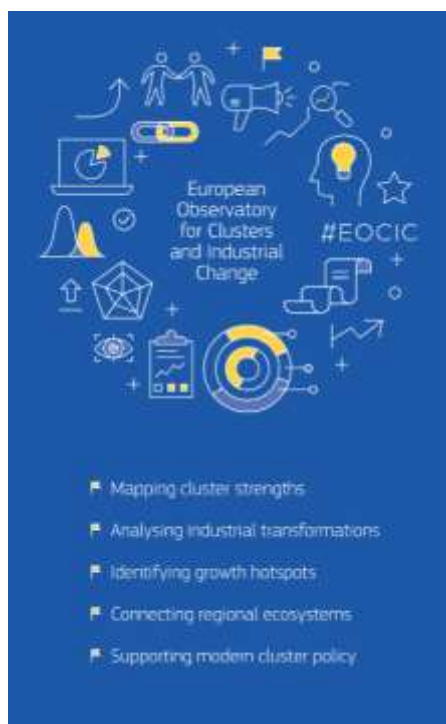 European
Observatory
for Clusters
and Industrial
Change
#EOCIC
Mapping cluster strengths
Analysing industrial transformations
Identifying growth hotspots
Connecting regional ecosystems
Supporting modern cluster policy